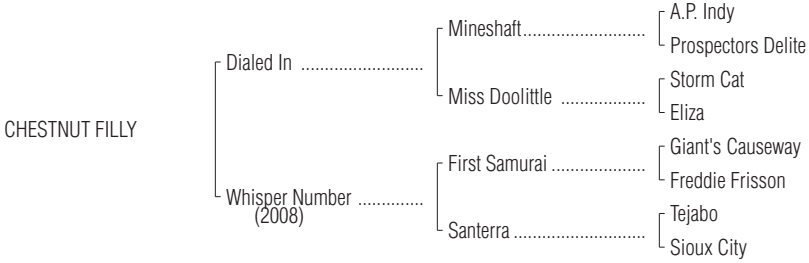 A.P. Indy
Mineshaft..........................
Prospectors Delite
Dialed In ..........................
Storm Cat
Miss Doolittle ..................
Eliza
CHESTNUT FILLY
Giant's Causeway
First Samurai ....................
Freddie Frisson
Whisper Number ..............
(2008)
Tejabo
Santerra ............................
Sioux City